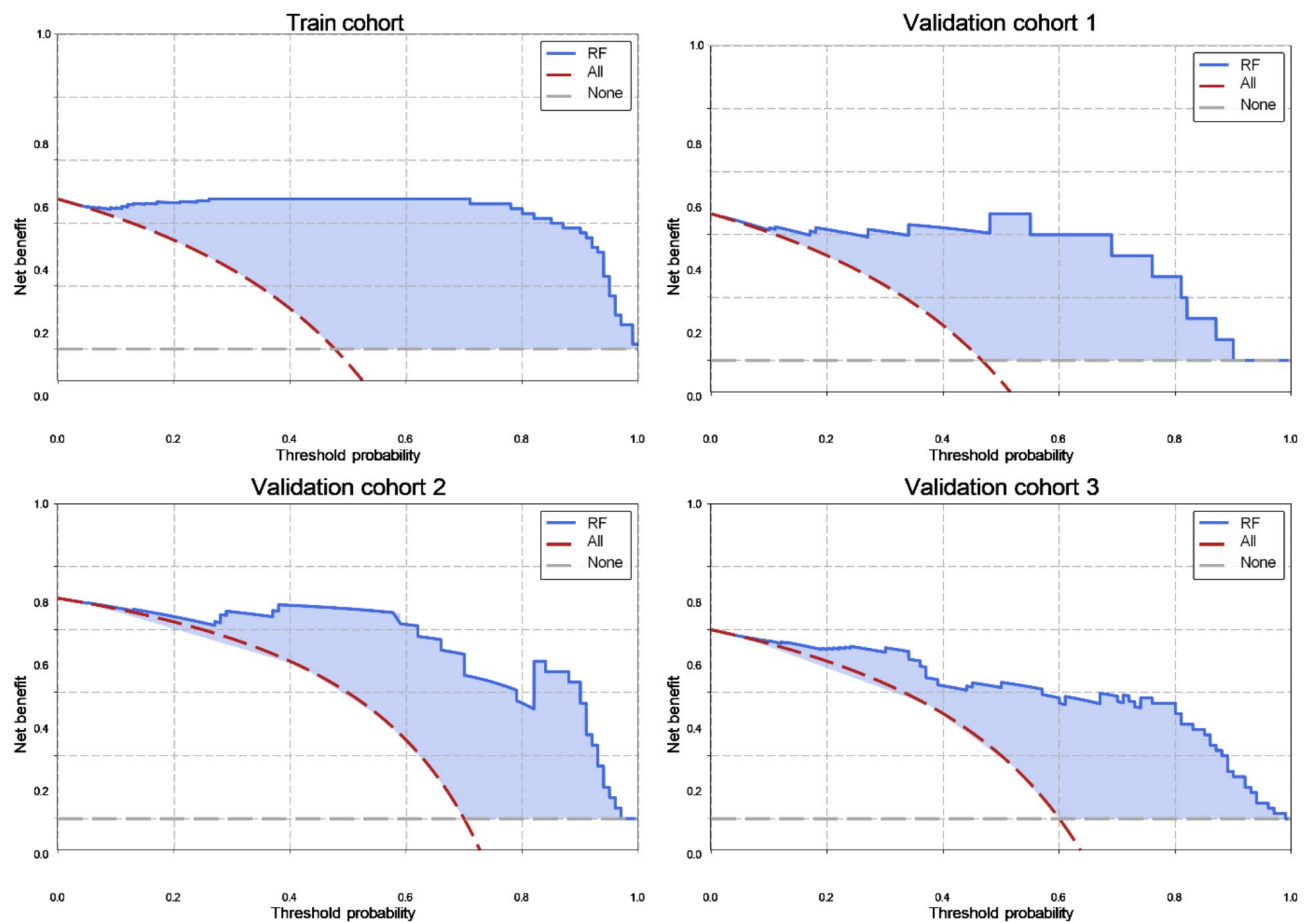 Train cohort
1.0
RF
All
None
0.8
0.6
Net benefit
0.4
0.2
0.0
0.0 0.2 0.4 0.6 0.8 1.0
Threshold probability
Validation cohort 1
1.0
RF
All
None
0.8
0.6
Net benefit
0.4
0.2
0.0
0.0 0.2 0.4 0.6 0.8 1.0
Threshold probability
Validation cohort 2
1.0
RF
All
None
0.8
0.6
Net benefit
0.4
0.2
0.0
0.0 0.2 0.4 0.6 0.8 1.0
Threshold probability
Validation cohort 3
1.0
RF
All
None
0.8
0.6
Net benefit
0.4
0.2
0.0
0.0 0.2 0.4 0.6 0.8 1.0
Threshold probability